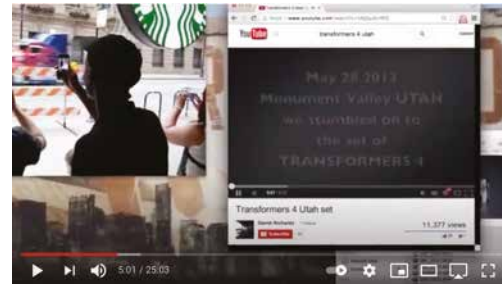 YouTube
transformers 4 utah
May 28 2013
Monument Valley UTAH
we stumbled on to
the set of
TRANSFORMERS 4
Transformers 4 Utah set
Subscribe
11,377 views
5:01 / 25:03